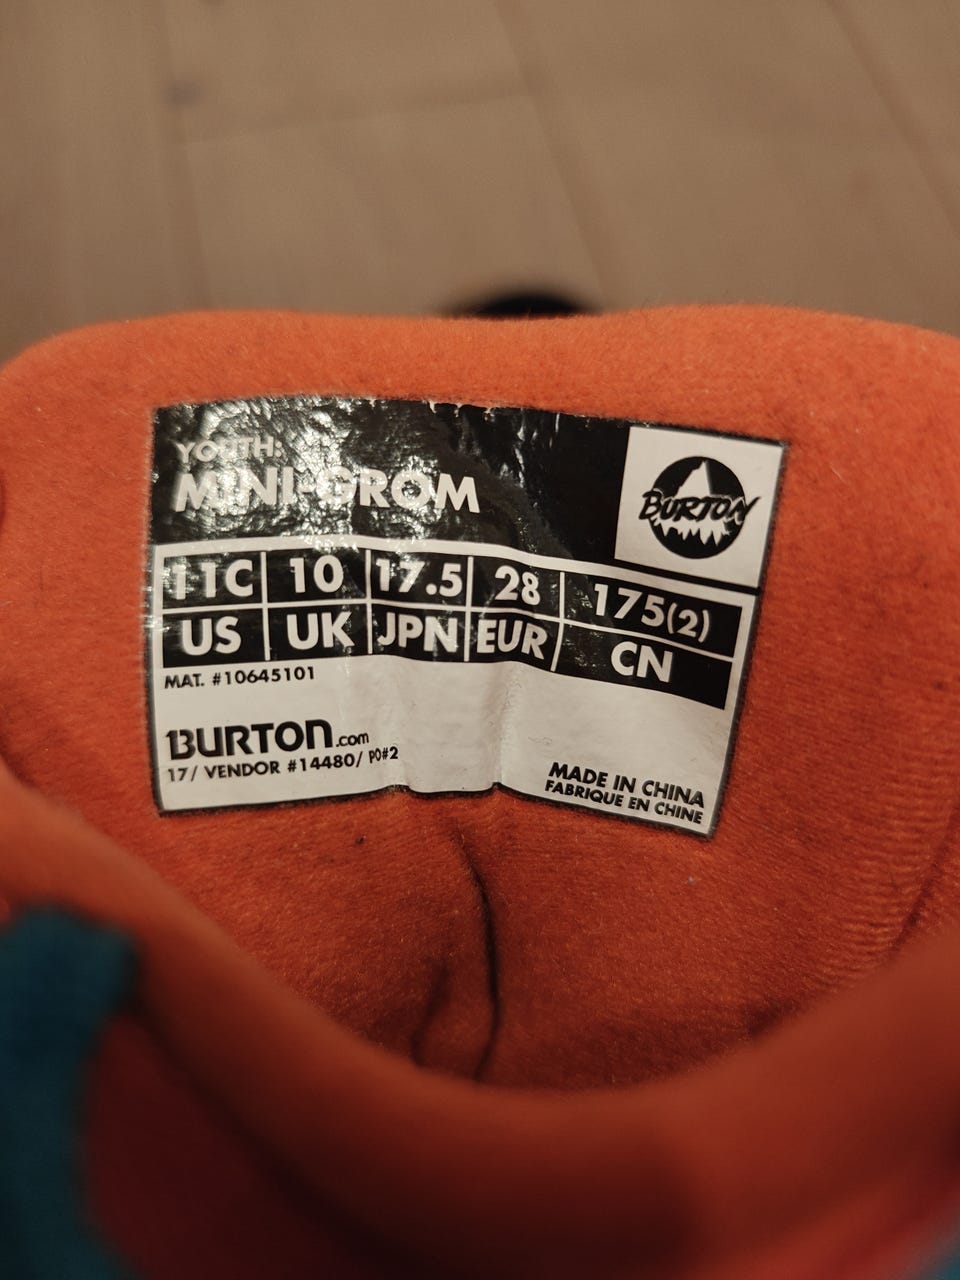 YOUTH:
MINI-GROM
BURTON
11C 10 17.5 28 175(2)
US UK JPN EUR CN
MAT. #10645101
BURTON.com
17/ VENDOR #14480/ PO#2
MADE IN CHINA
FABRIQUE EN CHINE